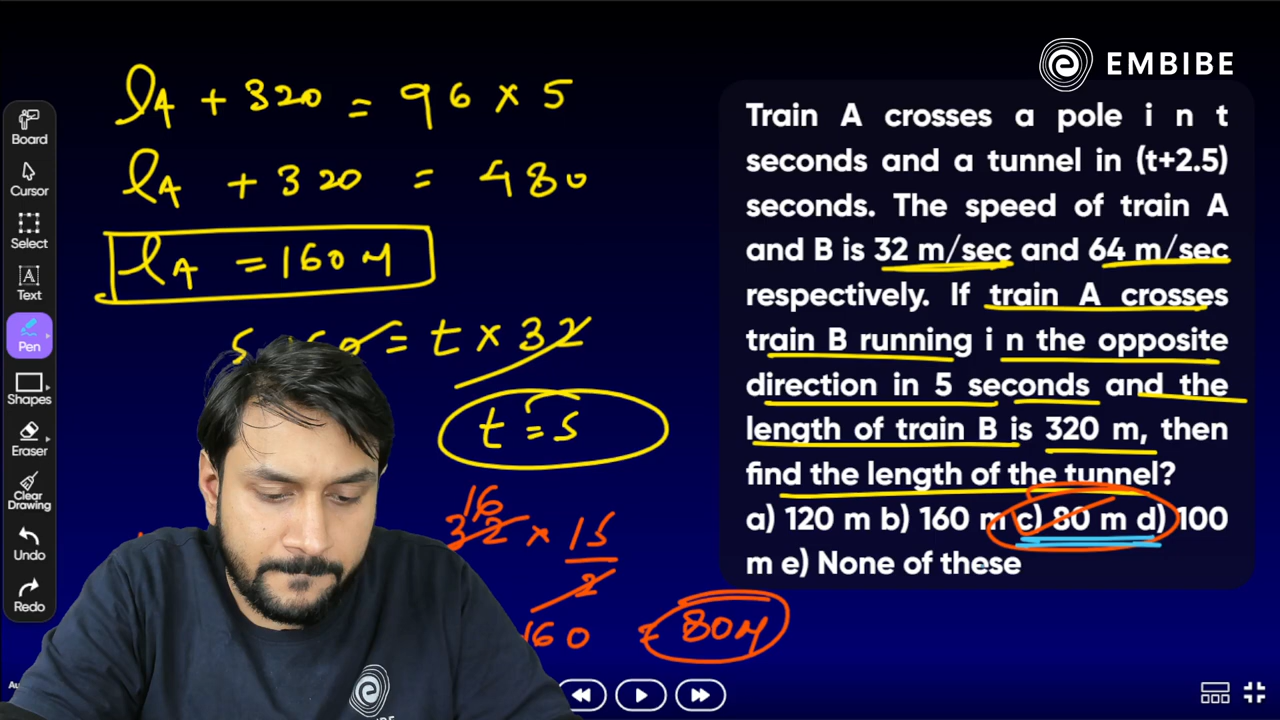 EMBIBE
Board
Cursor
Select
Text
Pen
Shapes
Eraser
Clear
Drawing
Undo
Redo
lA + 320 = 96 × 5
lA + 320 = 480
lA = 160M
= t × 32
t = 5
16
32 × 15
2
160 = 80M
Train A crosses a pole i n t
seconds and a tunnel in (t+2.5)
seconds. The speed of train A
and B is 32 m/sec and 64 m/sec
respectively. If train A crosses
train B running i n the opposite
direction in 5 seconds and the
length of train B is 320 m, then
find the length of the tunnel?
a) 120 m b) 160 m c) 80 m d) 100
m e) None of these